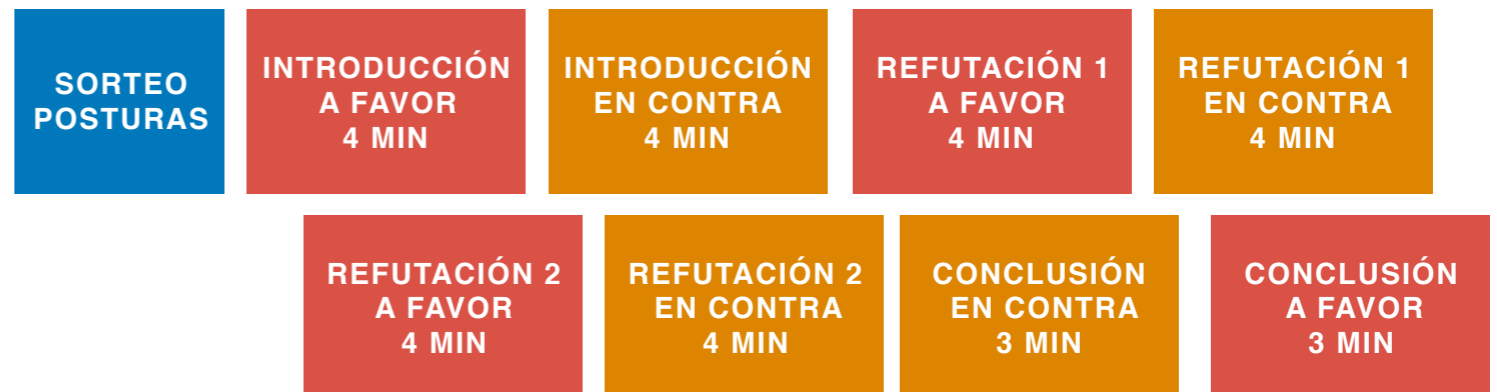 SORTEO
POSTURAS
INTRODUCCIÓN
A FAVOR
4 MIN
INTRODUCCIÓN
EN CONTRA
4 MIN
REFUTACIÓN 1
A FAVOR
4 MIN
REFUTACIÓN 1
EN CONTRA
4 MIN
REFUTACIÓN 2
A FAVOR
4 MIN
REFUTACIÓN 2
EN CONTRA
4 MIN
CONCLUSIÓN
EN CONTRA
3 MIN
CONCLUSIÓN
A FAVOR
3 MIN